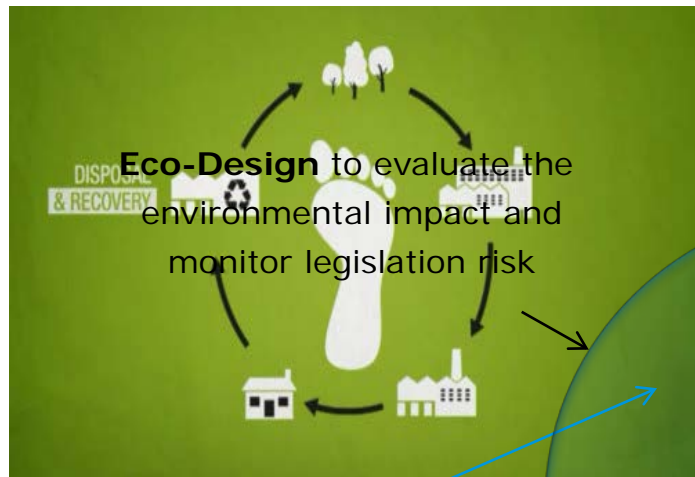 Eco-Design to evaluate the
DISPOSAL
& RECOVERY
environmental impact and
monitor legislation risk